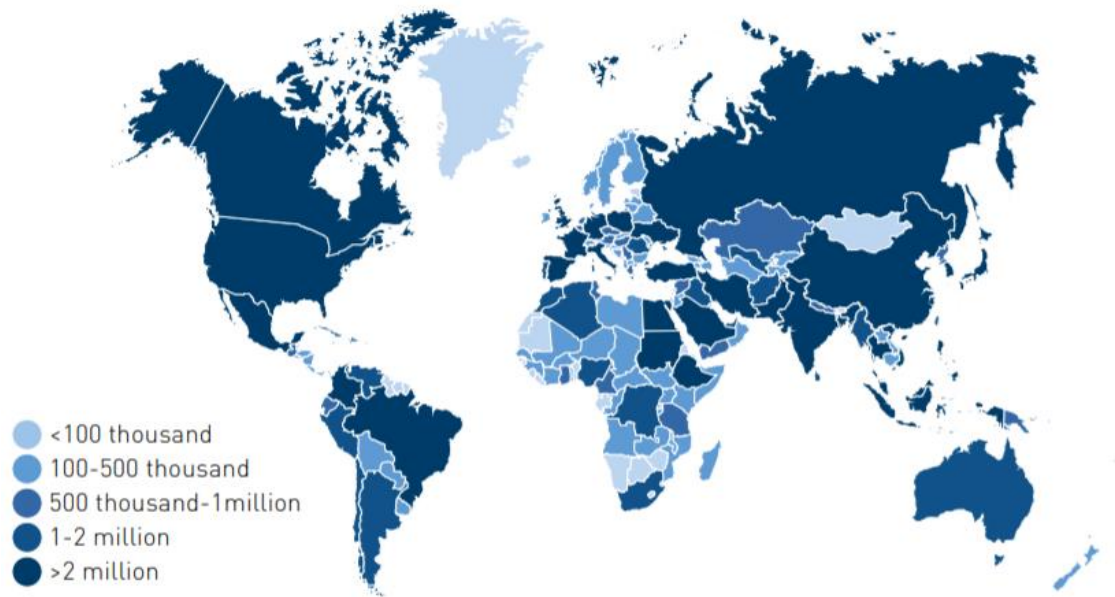 <100 thousand
100-500 thousand
500 thousand-1million
1-2 million
>2 million